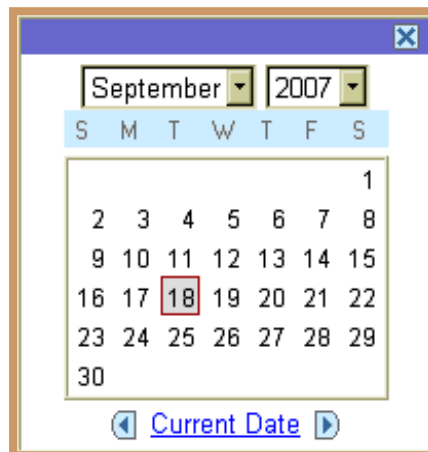 September 2007
S M T W T F S
1
2 3 4 5 6 7 8
9 10 11 12 13 14 15
16 17 18 19 20 21 22
23 24 25 26 27 28 29
30
Current Date